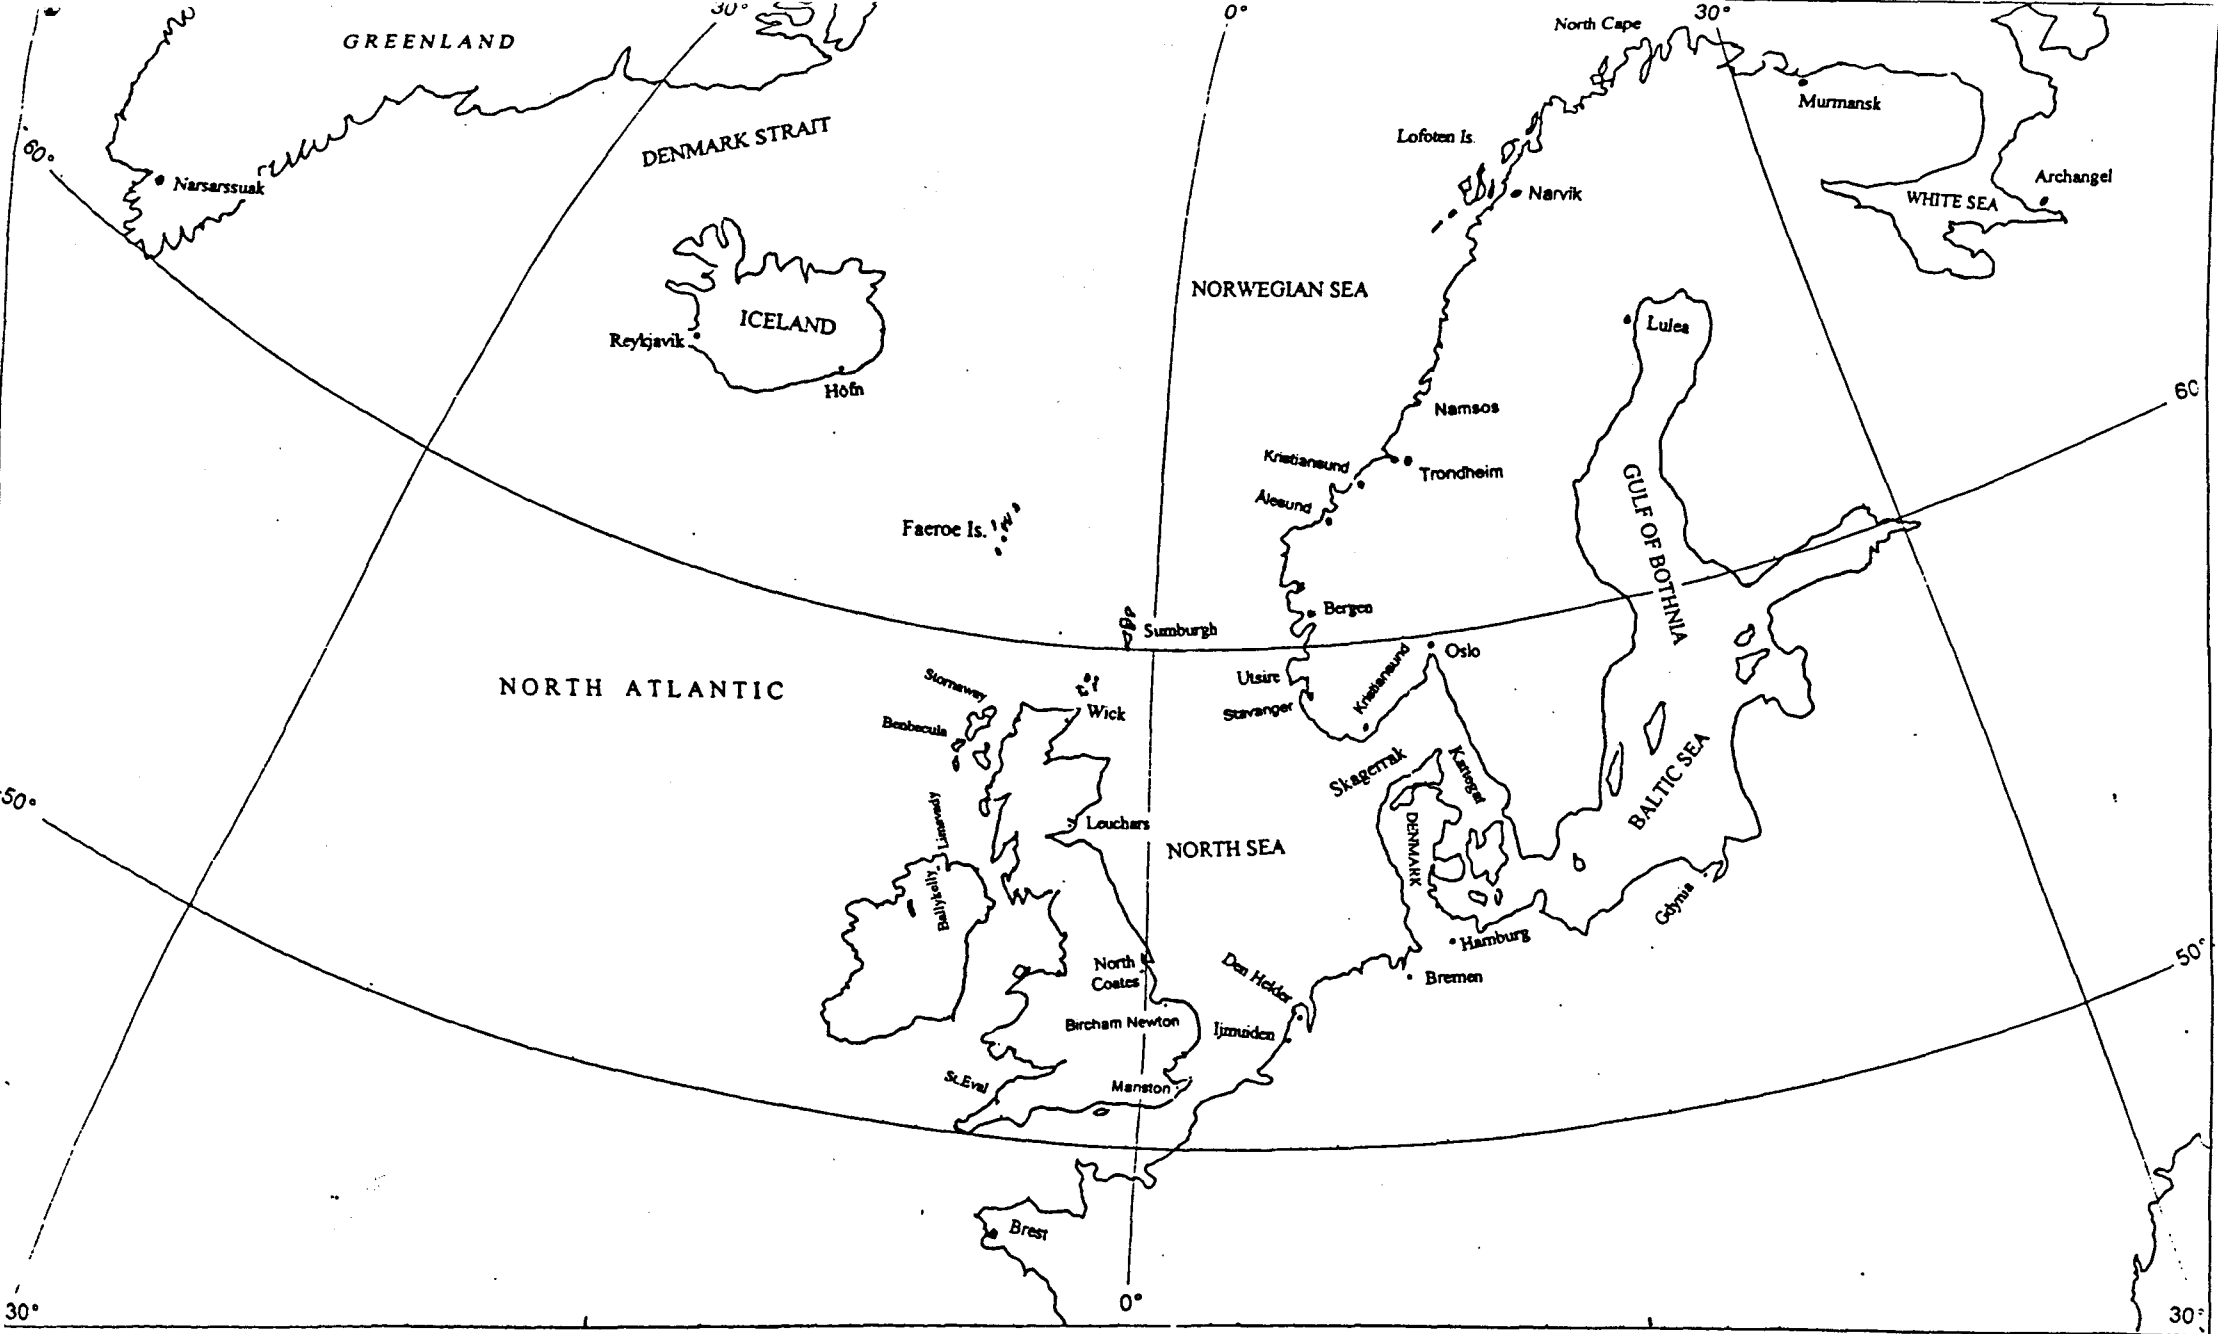 30°
0°
30°
North Cape
GREENLAND
Murmansk
DENMARK STRAIT
Lofoten Is.
60°
Narsarssuak
Narvik
Archangel
WHITE SEA
NORWEGIAN SEA
ICELAND
Reykjavik
Lulea
Höfn
60
Namsos
Kristiansund
Trondheim
Ålesund
GULF OF BOTHNIA
Faeroe Is.
Bergen
Sumburgh
Oslo
Kristiansund
Utsire
Stavanger
NORTH ATLANTIC
Stornaway
Wick
Benbecula
Skagerrak
Kattegat
BALTIC SEA
50°
Limavady
Leuchars
NORTH SEA
DENMARK
Ballykelly
Gdynia
Hamburg
North
Coates
Den Helder
Bremen
50°
Bircham Newton
Ijmuiden
St.Eval
Manston
Brest
30°
0°
30°